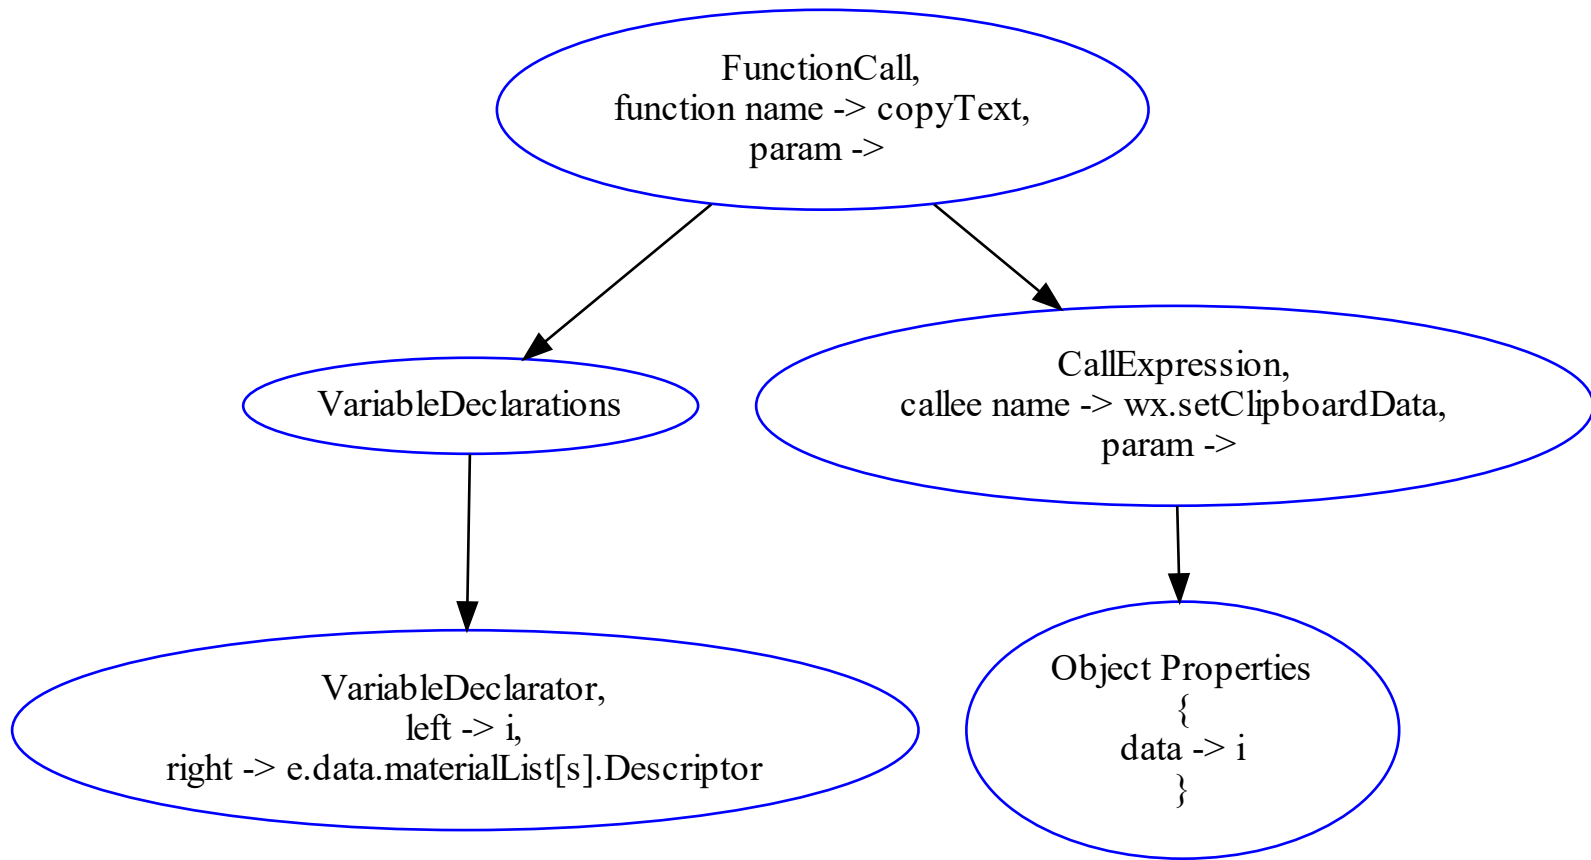 FunctionCall,
function name -> copyText,
param ->
VariableDeclarations
CallExpression,
callee name -> wx.setClipboardData,
param ->
VariableDeclarator,
left -> i,
right -> e.data.materialList[s].Descriptor
Object Properties
{
data -> i
}